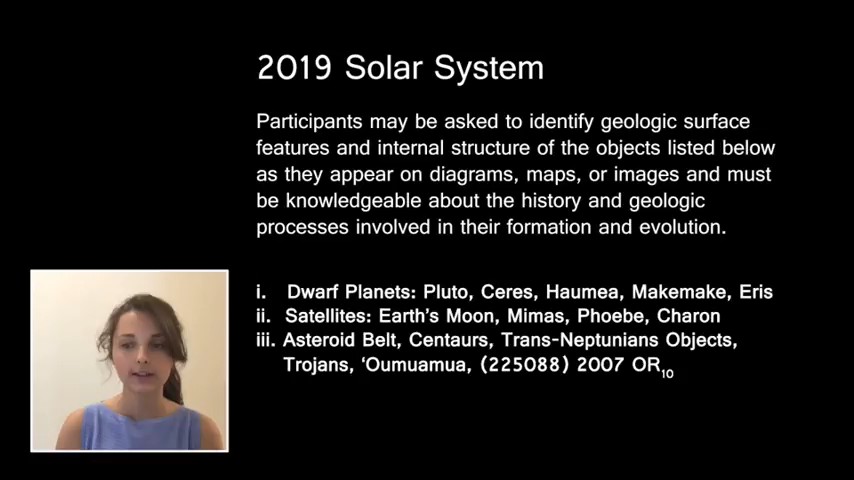 2019 Solar System
Participants may be asked to identify geologic surface
features and internal structure of the objects listed below
as they appear on diagrams, maps, or images and must
be knowledgeable about the history and geologic
processes involved in their formation and evolution.
i. Dwarf Planets: Pluto, Ceres, Haumea, Makemake, Eris
ii. Satellites: Earth's Moon, Mimas, Phoebe, Charon
iii. Asteroid Belt, Centaurs, Trans-Neptunians Objects,
Trojans, ‘Oumuamua, (225088) 2007 OR10